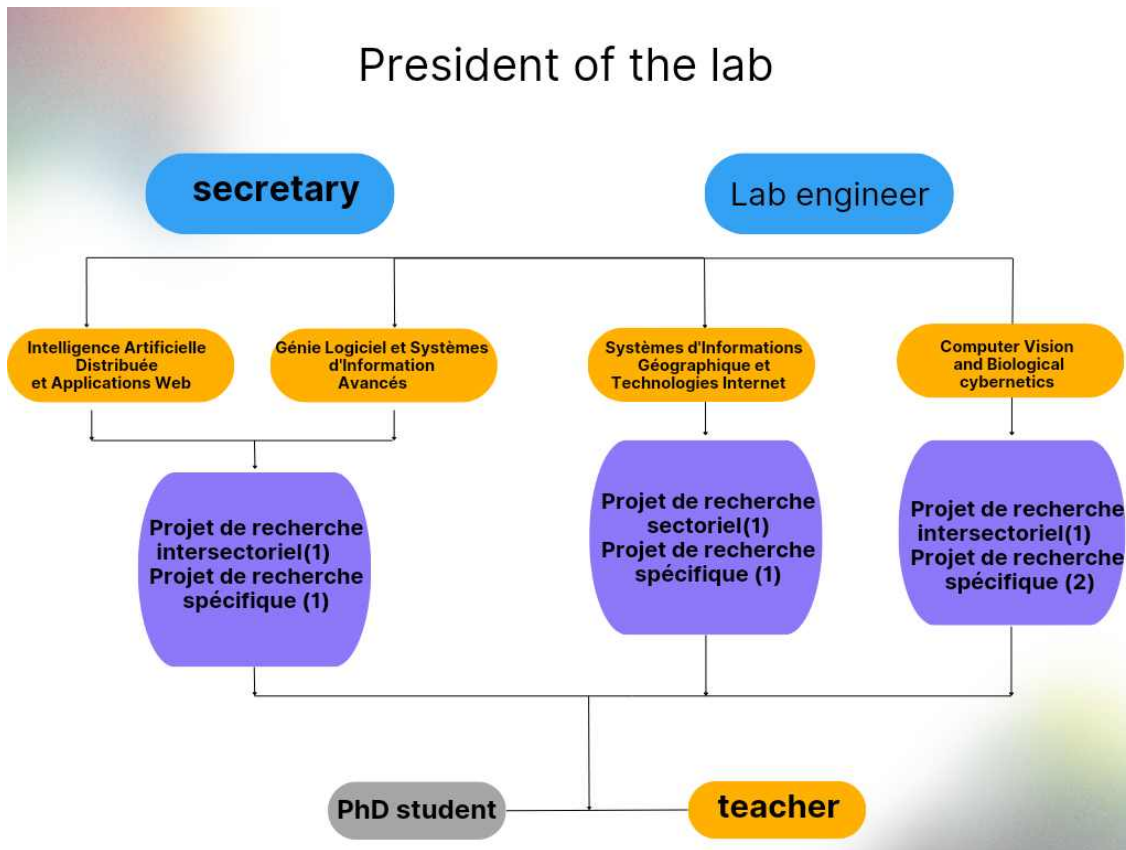 President of the lab
secretary
Lab engineer
Intelligence Artificielle
Distribuée
et Applications Web
Génie Logiciel et Systèmes
d'Information
Avancés
Systèmes d'Informations
Géographique et
Technologies Internet
Computer Vision
and Biological
cybernetics
Projet de recherche
intersectoriel(1)
Projet de recherche
spécifique (1)
Projet de recherche
sectoriel(1)
Projet de recherche
spécifique (1)
Projet de recherche
intersectoriel(1)
Projet de recherche
spécifique (2)
PhD student
teacher